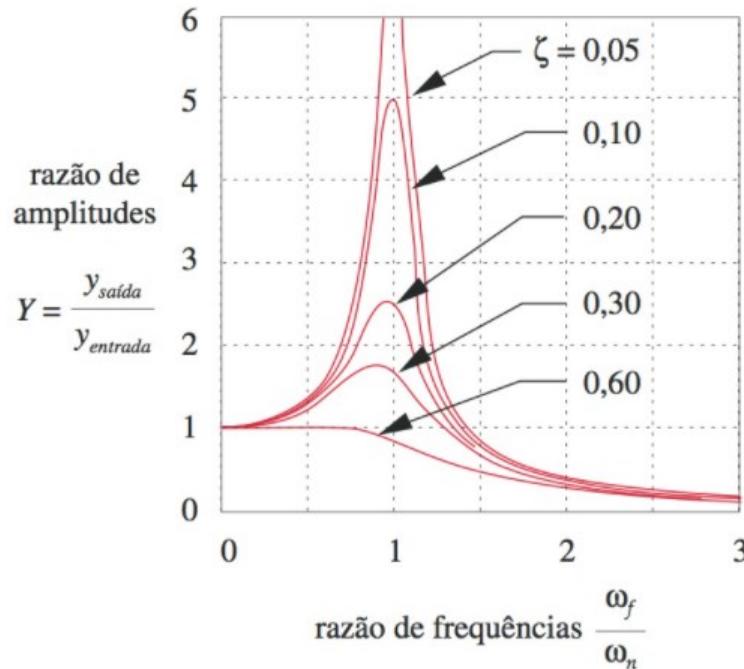 6
5
4
3
2
1
0
razão de
amplitudes
Y = y_saída / y_entrada
ζ = 0,05
0,10
0,20
0,30
0,60
0 1 2 3
razão de frequências ω_f / ω_n